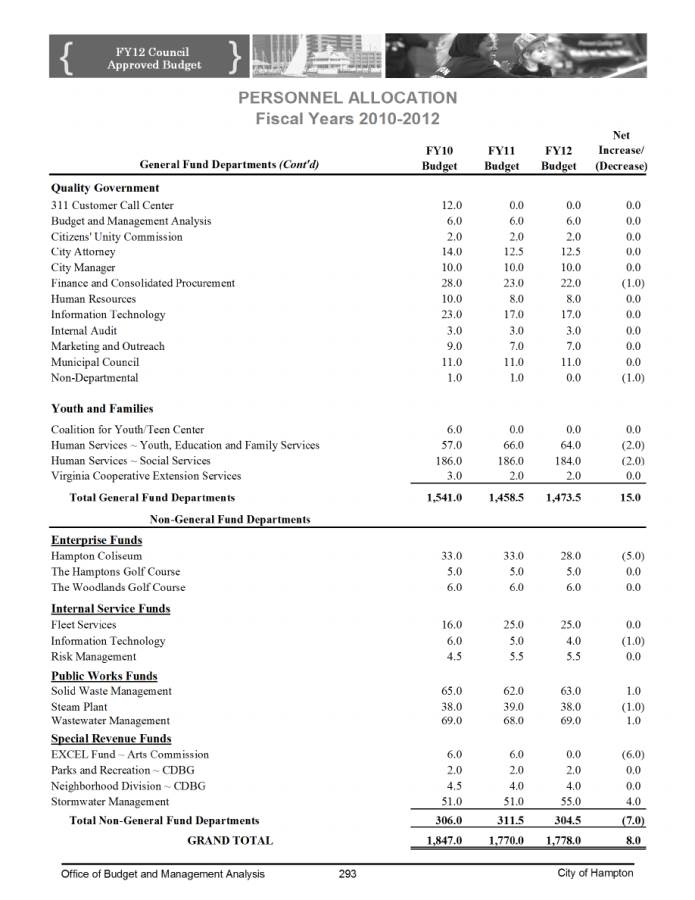 { FY12 Council }
Approved Budget
PERSONNEL ALLOCATION
Fiscal Years 2010-2012
Net
FY10 FY11 FY12 Increase/
General Fund Departments (Cont'd) Budget Budget Budget (Decrease)
Quality Government
311 Customer Call Center 12.0 0.0 0.0 0.0
Budget and Management Analysis 6.0 6.0 6.0 0.0
Citizens' Unity Commission 2.0 2.0 2.0 0.0
City Attorney 14.0 12.5 12.5 0.0
City Manager 10.0 10.0 10.0 0.0
Finance and Consolidated Procurement 28.0 23.0 22.0 (1.0)
Human Resources 10.0 8.0 8.0 0.0
Information Technology 23.0 17.0 17.0 0.0
Internal Audit 3.0 3.0 3.0 0.0
Marketing and Outreach 9.0 7.0 7.0 0.0
Municipal Council 11.0 11.0 11.0 0.0
Non-Departmental 1.0 1.0 0.0 (1.0)
Youth and Families
Coalition for Youth/Teen Center 6.0 0.0 0.0 0.0
Human Services ~ Youth, Education and Family Services 57.0 66.0 64.0 (2.0)
Human Services ~ Social Services 186.0 186.0 184.0 (2.0)
Virginia Cooperative Extension Services 3.0 2.0 2.0 0.0
Total General Fund Departments 1,541.0 1,458.5 1,473.5 15.0
Non-General Fund Departments
Enterprise Funds
Hampton Coliseum 33.0 33.0 28.0 (5.0)
The Hamptons Golf Course 5.0 5.0 5.0 0.0
The Woodlands Golf Course 6.0 6.0 6.0 0.0
Internal Service Funds
Fleet Services 16.0 25.0 25.0 0.0
Information Technology 6.0 5.0 4.0 (1.0)
Risk Management 4.5 5.5 5.5 0.0
Public Works Funds
Solid Waste Management 65.0 62.0 63.0 1.0
Steam Plant 38.0 39.0 38.0 (1.0)
Wastewater Management 69.0 68.0 69.0 1.0
Special Revenue Funds
EXCEL Fund ~ Arts Commission 6.0 6.0 0.0 (6.0)
Parks and Recreation ~ CDBG 2.0 2.0 2.0 0.0
Neighborhood Division ~ CDBG 4.5 4.0 4.0 0.0
Stormwater Management 51.0 51.0 55.0 4.0
Total Non-General Fund Departments 306.0 311.5 304.5 (7.0)
GRAND TOTAL 1,847.0 1,770.0 1,778.0 8.0
Office of Budget and Management Analysis 293 City of Hampton